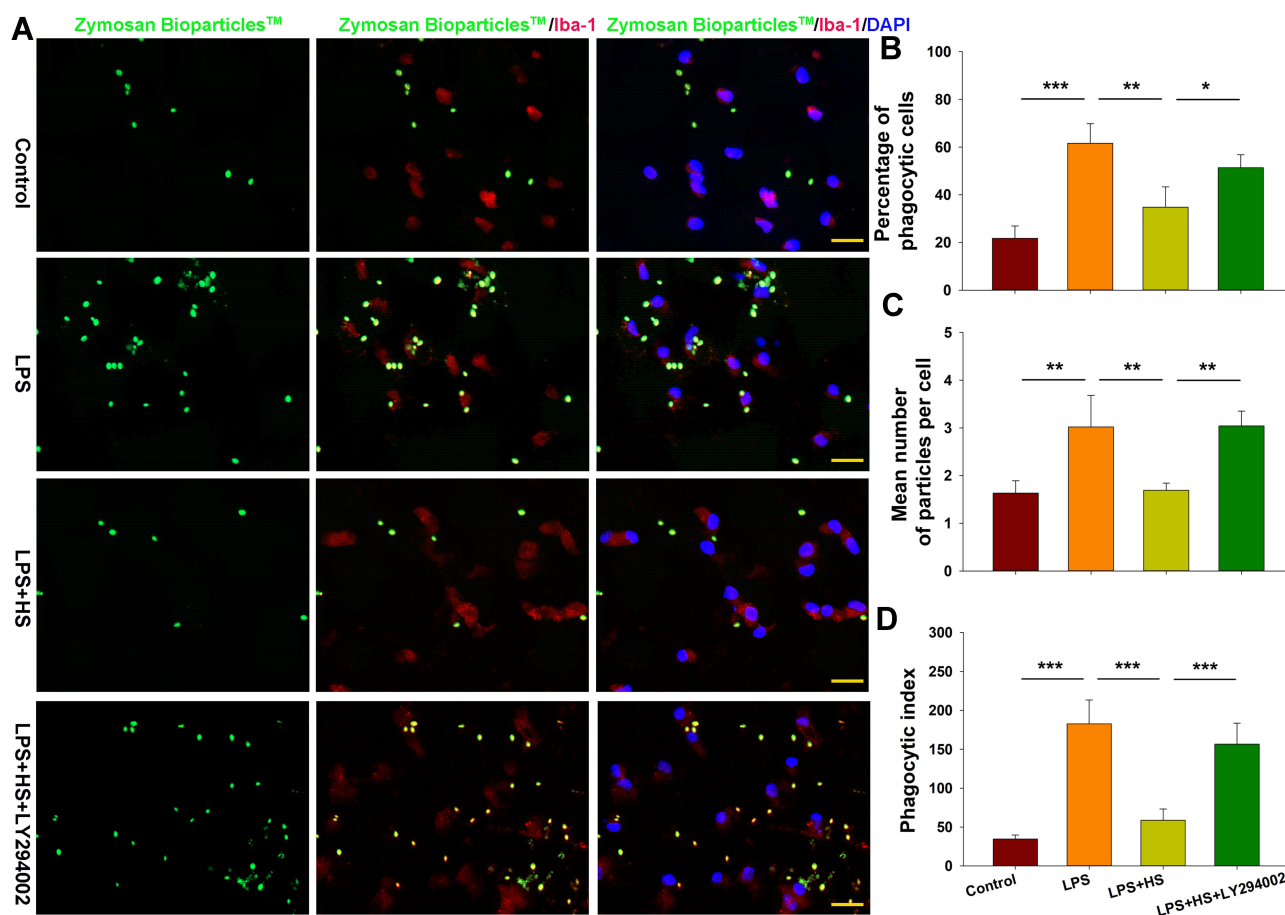 A
Zymosan Bioparticles™
Zymosan Bioparticles™/Iba-1
Zymosan Bioparticles™/Iba-1/DAPI
Control
LPS
LPS+HS
LPS+HS+LY294002
B
Percentage of
phagocytic cells
100
80
60
40
20
0
***
**
*
C
Mean number
of particles per cell
5
4
3
2
1
0
**
**
**
D
Phagocytic index
300
250
200
150
100
50
0
***
***
***
Control
LPS
LPS+HS
LPS+HS+LY294002